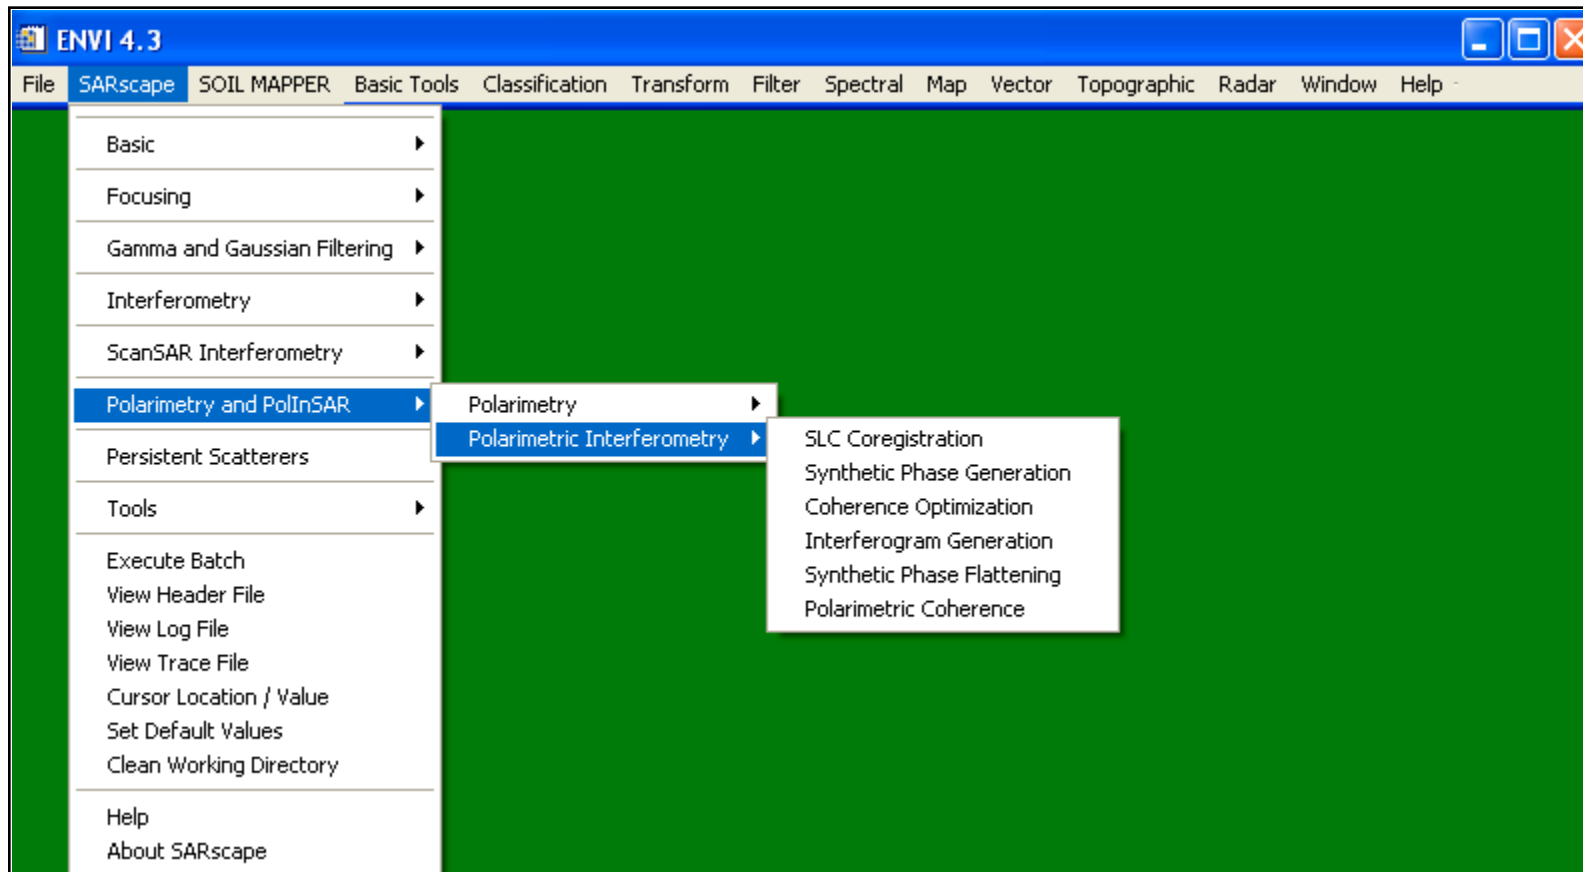 ENVI 4.3
File SARscape SOIL MAPPER Basic Tools Classification Transform Filter Spectral Map Vector Topographic Radar Window Help
Basic
Focusing
Gamma and Gaussian Filtering
Interferometry
ScanSAR Interferometry
Polarimetry and PolInSAR
Persistent Scatterers
Tools
Execute Batch
View Header File
View Log File
View Trace File
Cursor Location / Value
Set Default Values
Clean Working Directory
Help
About SARscape
Polarimetry
Polarimetric Interferometry
SLC Coregistration
Synthetic Phase Generation
Coherence Optimization
Interferogram Generation
Synthetic Phase Flattening
Polarimetric Coherence